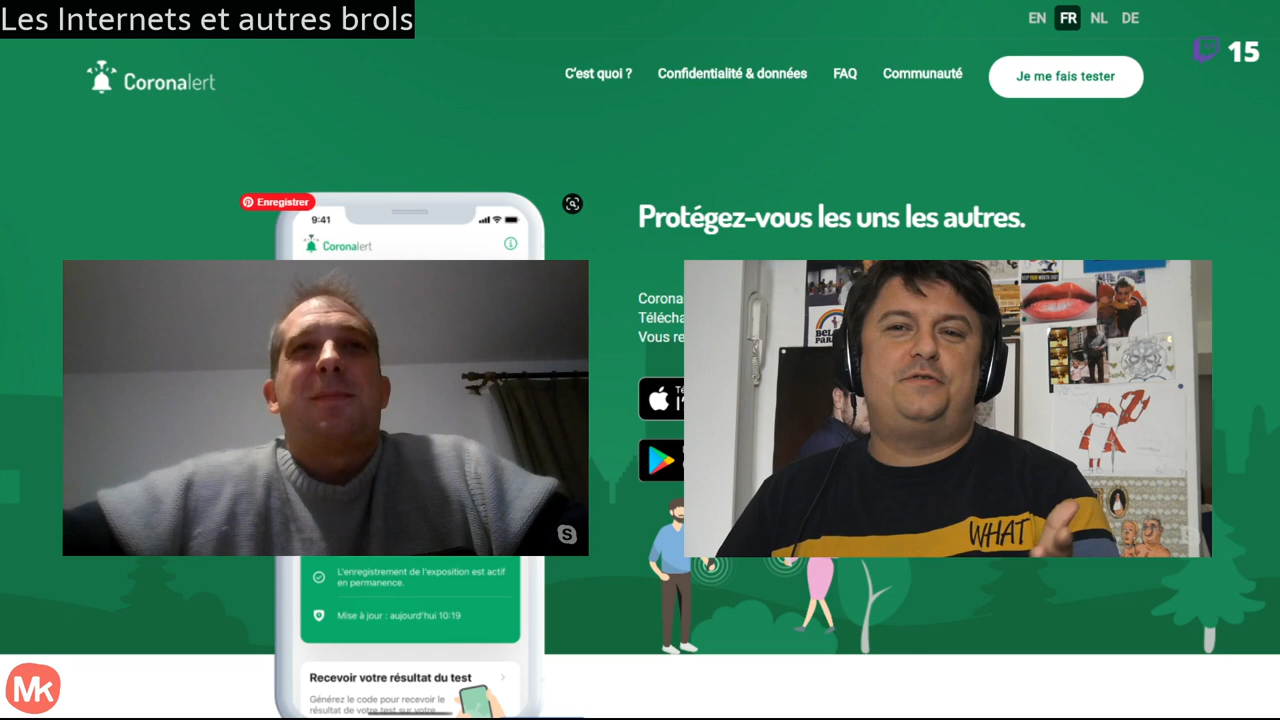 Les Internets et autres brols
EN FR NL DE
15
Coronalert
C'est quoi ?
Confidentialité & données
FAQ
Communauté
Je me fais tester
Enregistrer
9:41
Coronalert
Protégez-vous les uns les autres.
Corona
Télécha
Vous re
WHAT
L'enregistrement de l'exposition est actif
en permanence.
Mise à jour : aujourd'hui 10:19
Recevoir votre résultat du test
Générez le code pour recevoir le
résultat de votre test sur votre
MK